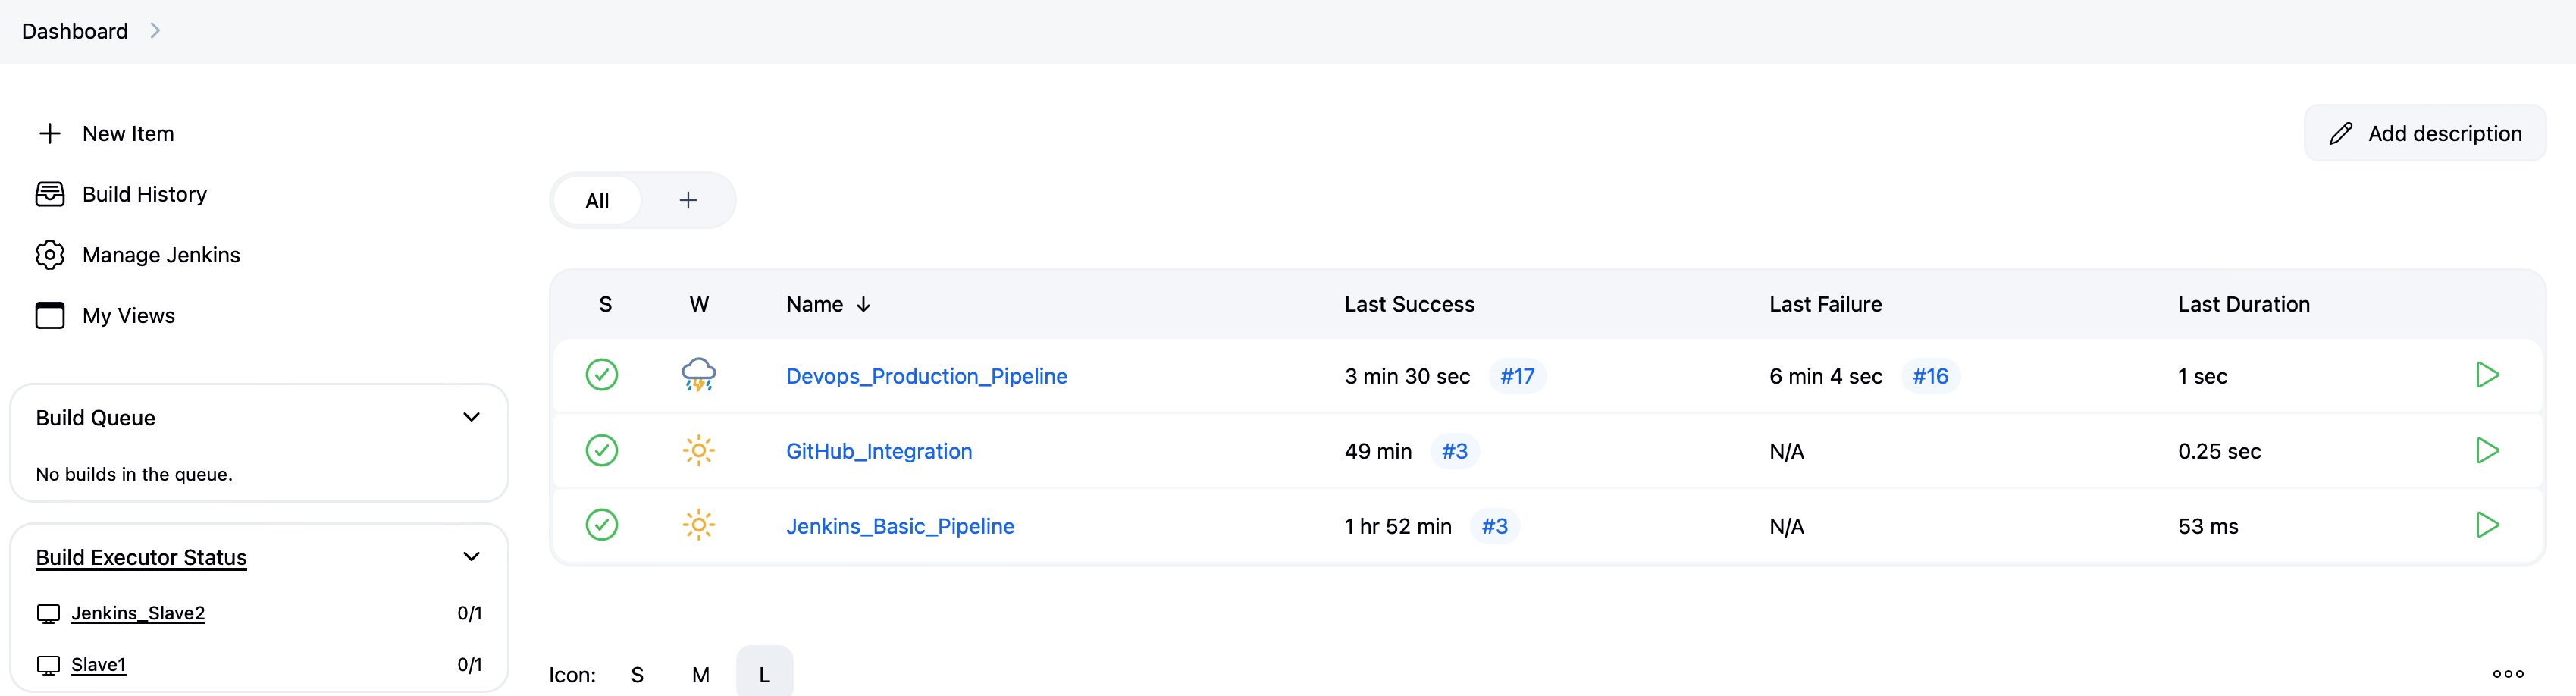 Dashboard
New Item
Build History
Manage Jenkins
My Views
Build Queue
No builds in the queue.
Build Executor Status
Jenkins_Slave2 0/1
Slave1 0/1
Add description
All
S W Name ↓ Last Success Last Failure Last Duration
Devops_Production_Pipeline 3 min 30 sec #17 6 min 4 sec #16 1 sec
GitHub_Integration 49 min #3 N/A 0.25 sec
Jenkins_Basic_Pipeline 1 hr 52 min #3 N/A 53 ms
Icon: S M L